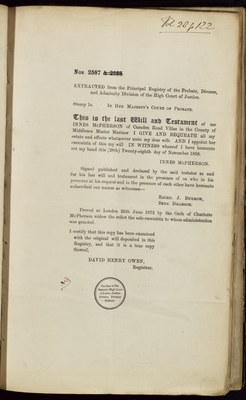 Nos. 2587 & 2588
EXTRACTED from the Principal Registry of the Probate, Divorce,
and Admiralty Division of the High Court of Justice.
Stamp 1s. In HER MAJESTY'S COURT OF PROBATE.
This is the last Will and Testament of me
INNES McPHERSON of Camden Road Villas in the County of
Middlesex Master Mariner I GIVE AND BEQUEATH all my
estate and effects whatsoever unto my dear wife AND I appoint her
executrix of this my will IN WITNESS whereof I have hereunto
set my hand this (28th) Twenty-eighth day of November 1868.
INNES McPHERSON.
Signed published and declared by the said testator as and
for his last will and testament in the presence of us who in his
presence at his request and in the presence of each other have hereunto
subscribed our names as witnesses—
Proved at London 26th June 1873 by the Oath of Charlotte
McPherson widow the relict the sole executrix to whom administration
was granted.
I certify that this copy has been examined
with the original will deposited in this
Registry, and that it is a true copy
thereof,
DAVID HENRY OWEN,
Registrar.